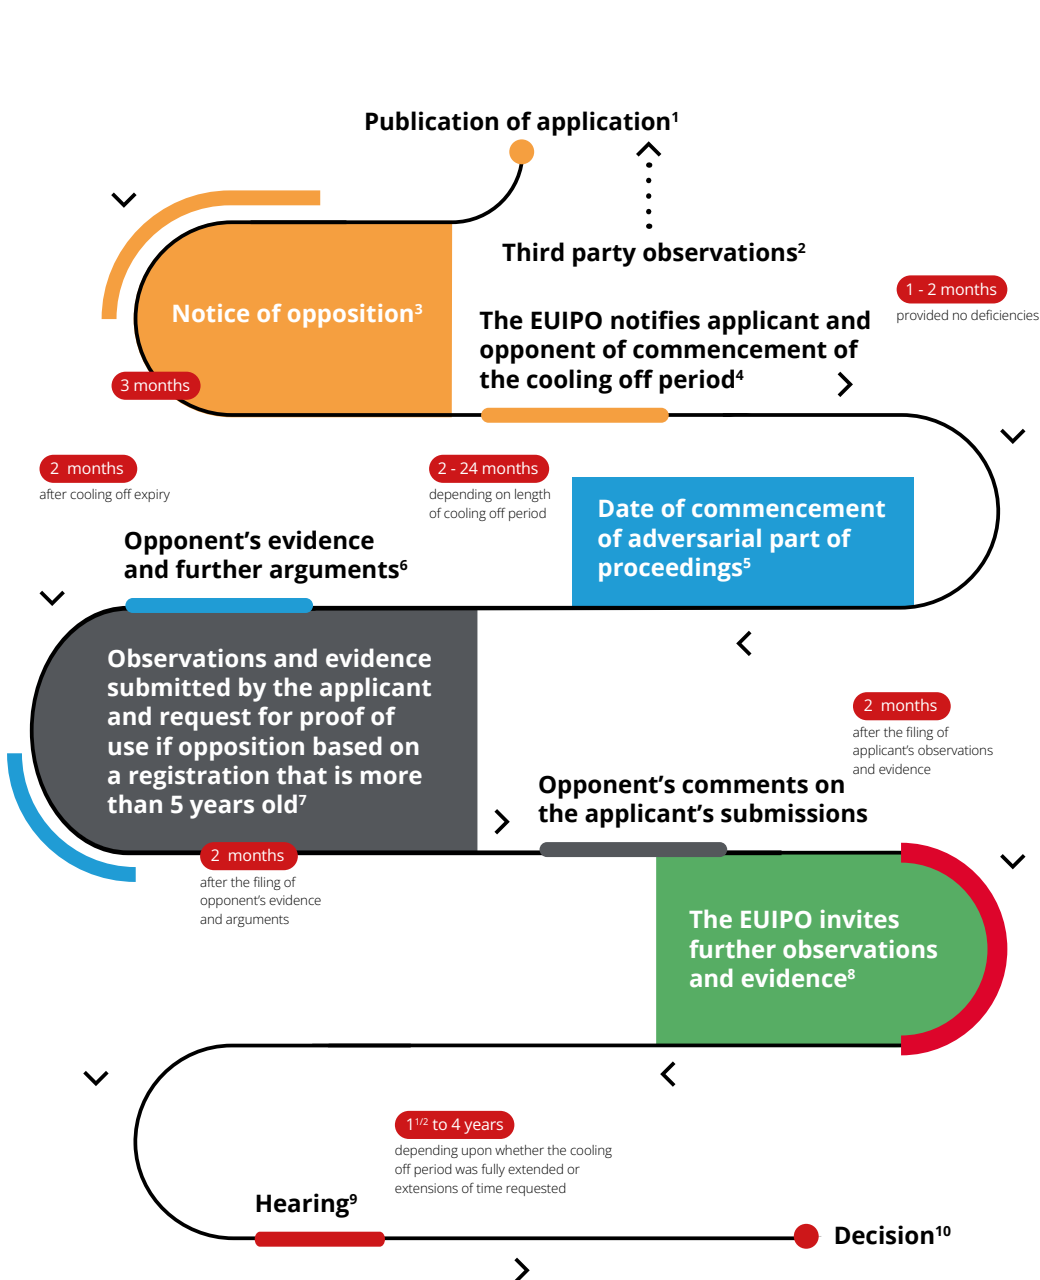 Publication of application¹
Third party observations²
Notice of opposition³
3 months
The EUIPO notifies applicant and
opponent of commencement of
the cooling off period⁴
1 - 2 months
provided no deficiencies
2 - 24 months
depending on length
of cooling off period
Date of commencement
of adversarial part of
proceedings⁵
2 months
after cooling off expiry
Opponent’s evidence
and further arguments⁶
Observations and evidence
submitted by the applicant
and request for proof of
use if opposition based on
a registration that is more
than 5 years old⁷
2 months
after the filing of
opponent’s evidence
and arguments
Opponent’s comments on
the applicant’s submissions
2 months
after the filing of
applicant’s observations
and evidence
The EUIPO invites
further observations
and evidence⁸
1¹/² to 4 years
depending upon whether the cooling
off period was fully extended or
extensions of time requested
Hearing⁹
Decision¹⁰